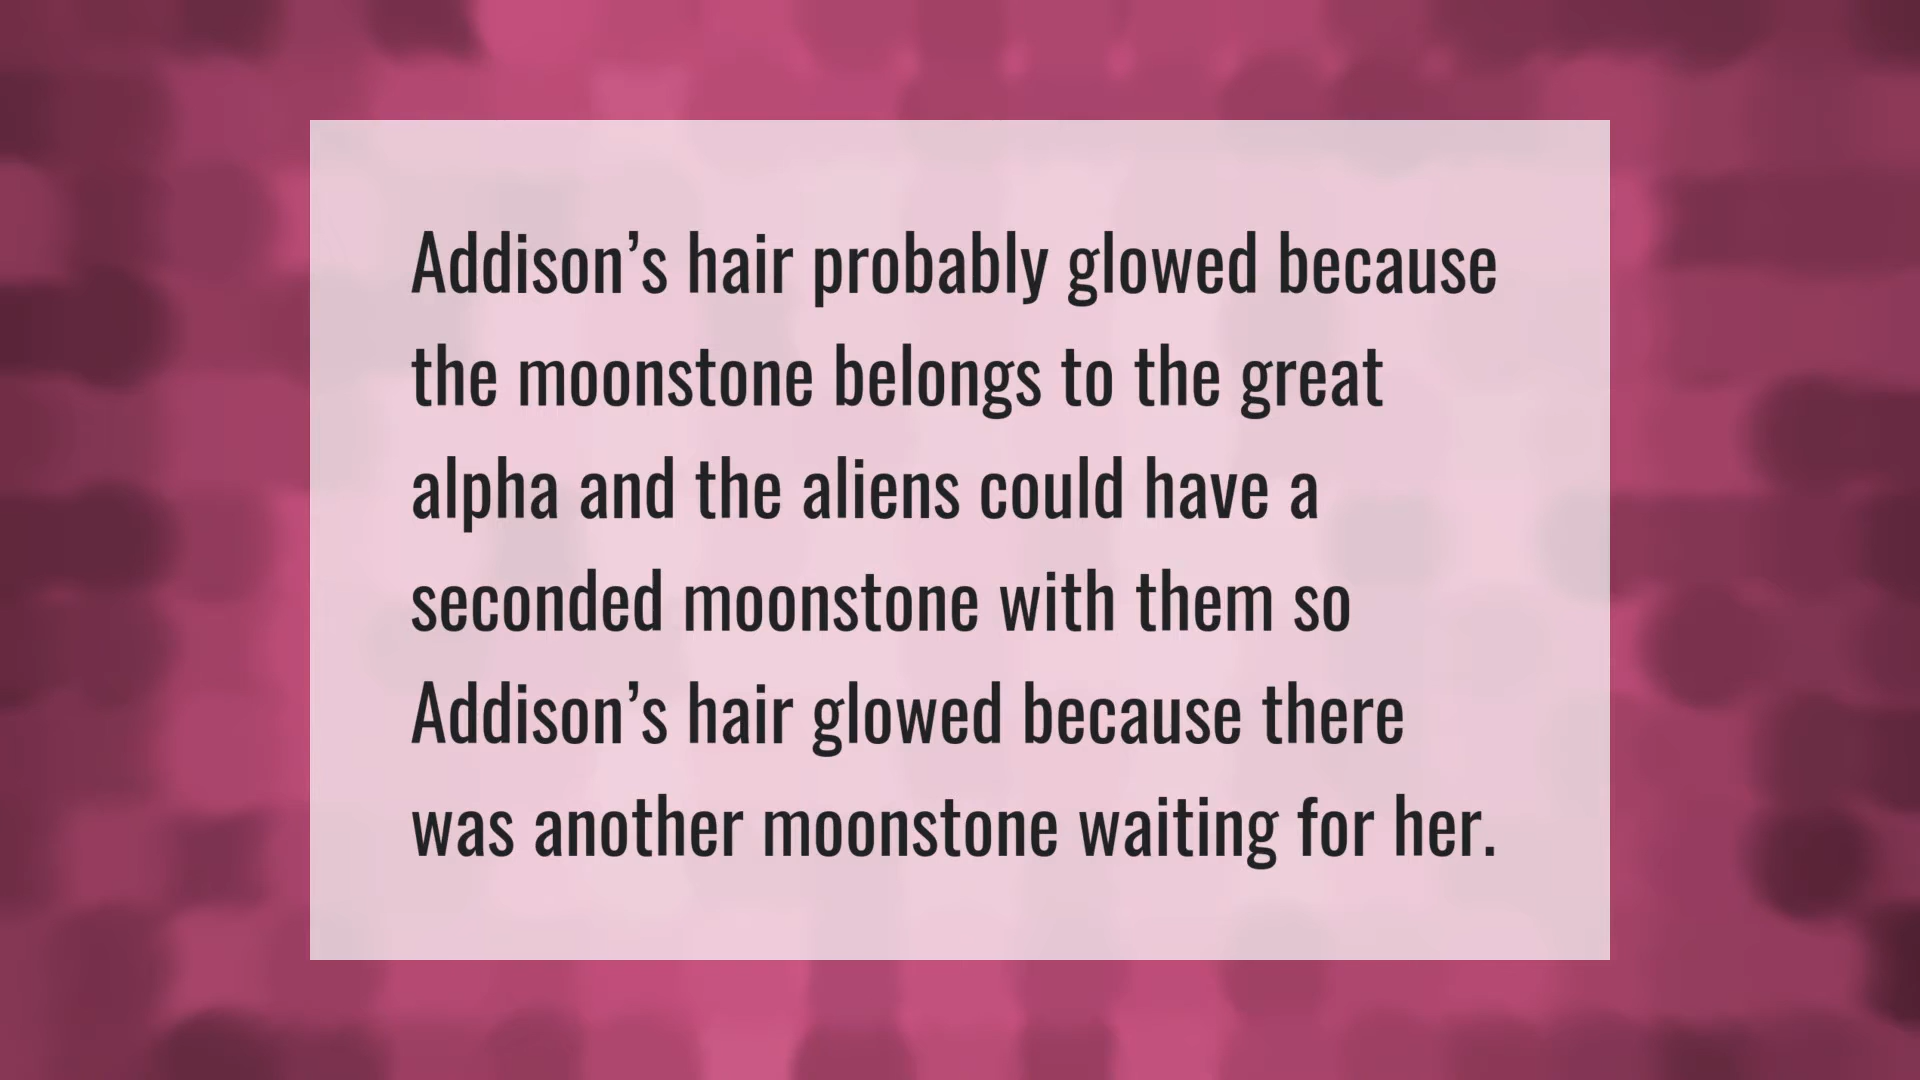 Addison’s hair probably glowed because
the moonstone belongs to the great
alpha and the aliens could have a
seconded moonstone with them so
Addison’s hair glowed because there
was another moonstone waiting for her.